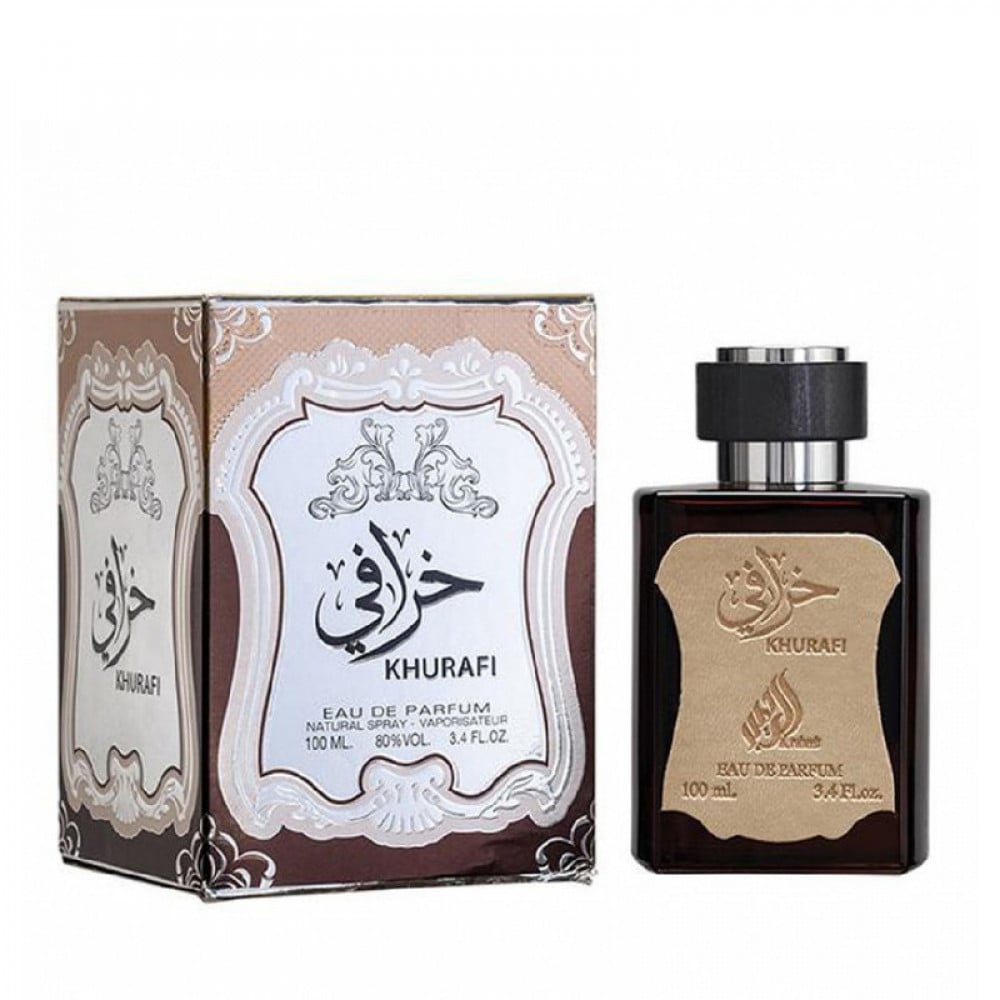 خرافي
KHURAFI
خرافي
KHURAFI
EAU DE PARFUM
NATURAL SPRAY - VAPORISATEUR
100 ML. 80%VOL. 3.4 FL.OZ.
خرافي
KHURAFI
EAU DE PARFUM
100 mL. 3.4 Fl.oz.